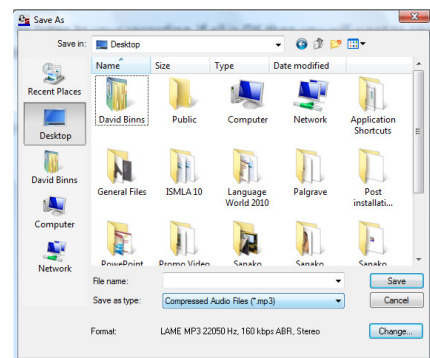 Save As
Save in:
Desktop
Name
Size
Type
Date modified
Recent Places
Desktop
David Binns
Computer
Network
David Binns
Public
Computer
Network
Application
Shortcuts
General Files
ISMLA 10
Language
World 2010
Palgrave
Post
installati...
PowerPoint
Promo Video
Sanako
Sanako
Sanako
File name:
Save
Save as type:
Compressed Audio Files (*.mp3)
Cancel
Format:
LAME MP3 22050 Hz, 160 kbps ABR, Stereo
Change...